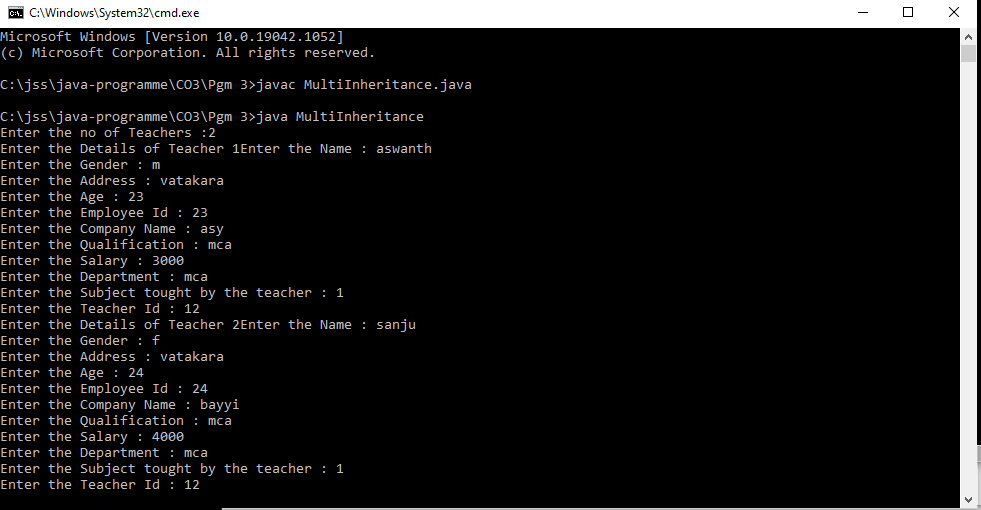 C:\Windows\System32\cmd.exe
Microsoft Windows [Version 10.0.19042.1052]
(c) Microsoft Corporation. All rights reserved.
C:\jss\java-programme\CO3\Pgm 3>javac MultiInheritance.java
C:\jss\java-programme\CO3\Pgm 3>java MultiInheritance
Enter the no of Teachers :2
Enter the Details of Teacher 1Enter the Name : aswanth
Enter the Gender : m
Enter the Address : vatakara
Enter the Age : 23
Enter the Employee Id : 23
Enter the Company Name : asy
Enter the Qualification : mca
Enter the Salary : 3000
Enter the Department : mca
Enter the Subject tought by the teacher : 1
Enter the Teacher Id : 12
Enter the Details of Teacher 2Enter the Name : sanju
Enter the Gender : f
Enter the Address : vatakara
Enter the Age : 24
Enter the Employee Id : 24
Enter the Company Name : bayyi
Enter the Qualification : mca
Enter the Salary : 4000
Enter the Department : mca
Enter the Subject tought by the teacher : 1
Enter the Teacher Id : 12